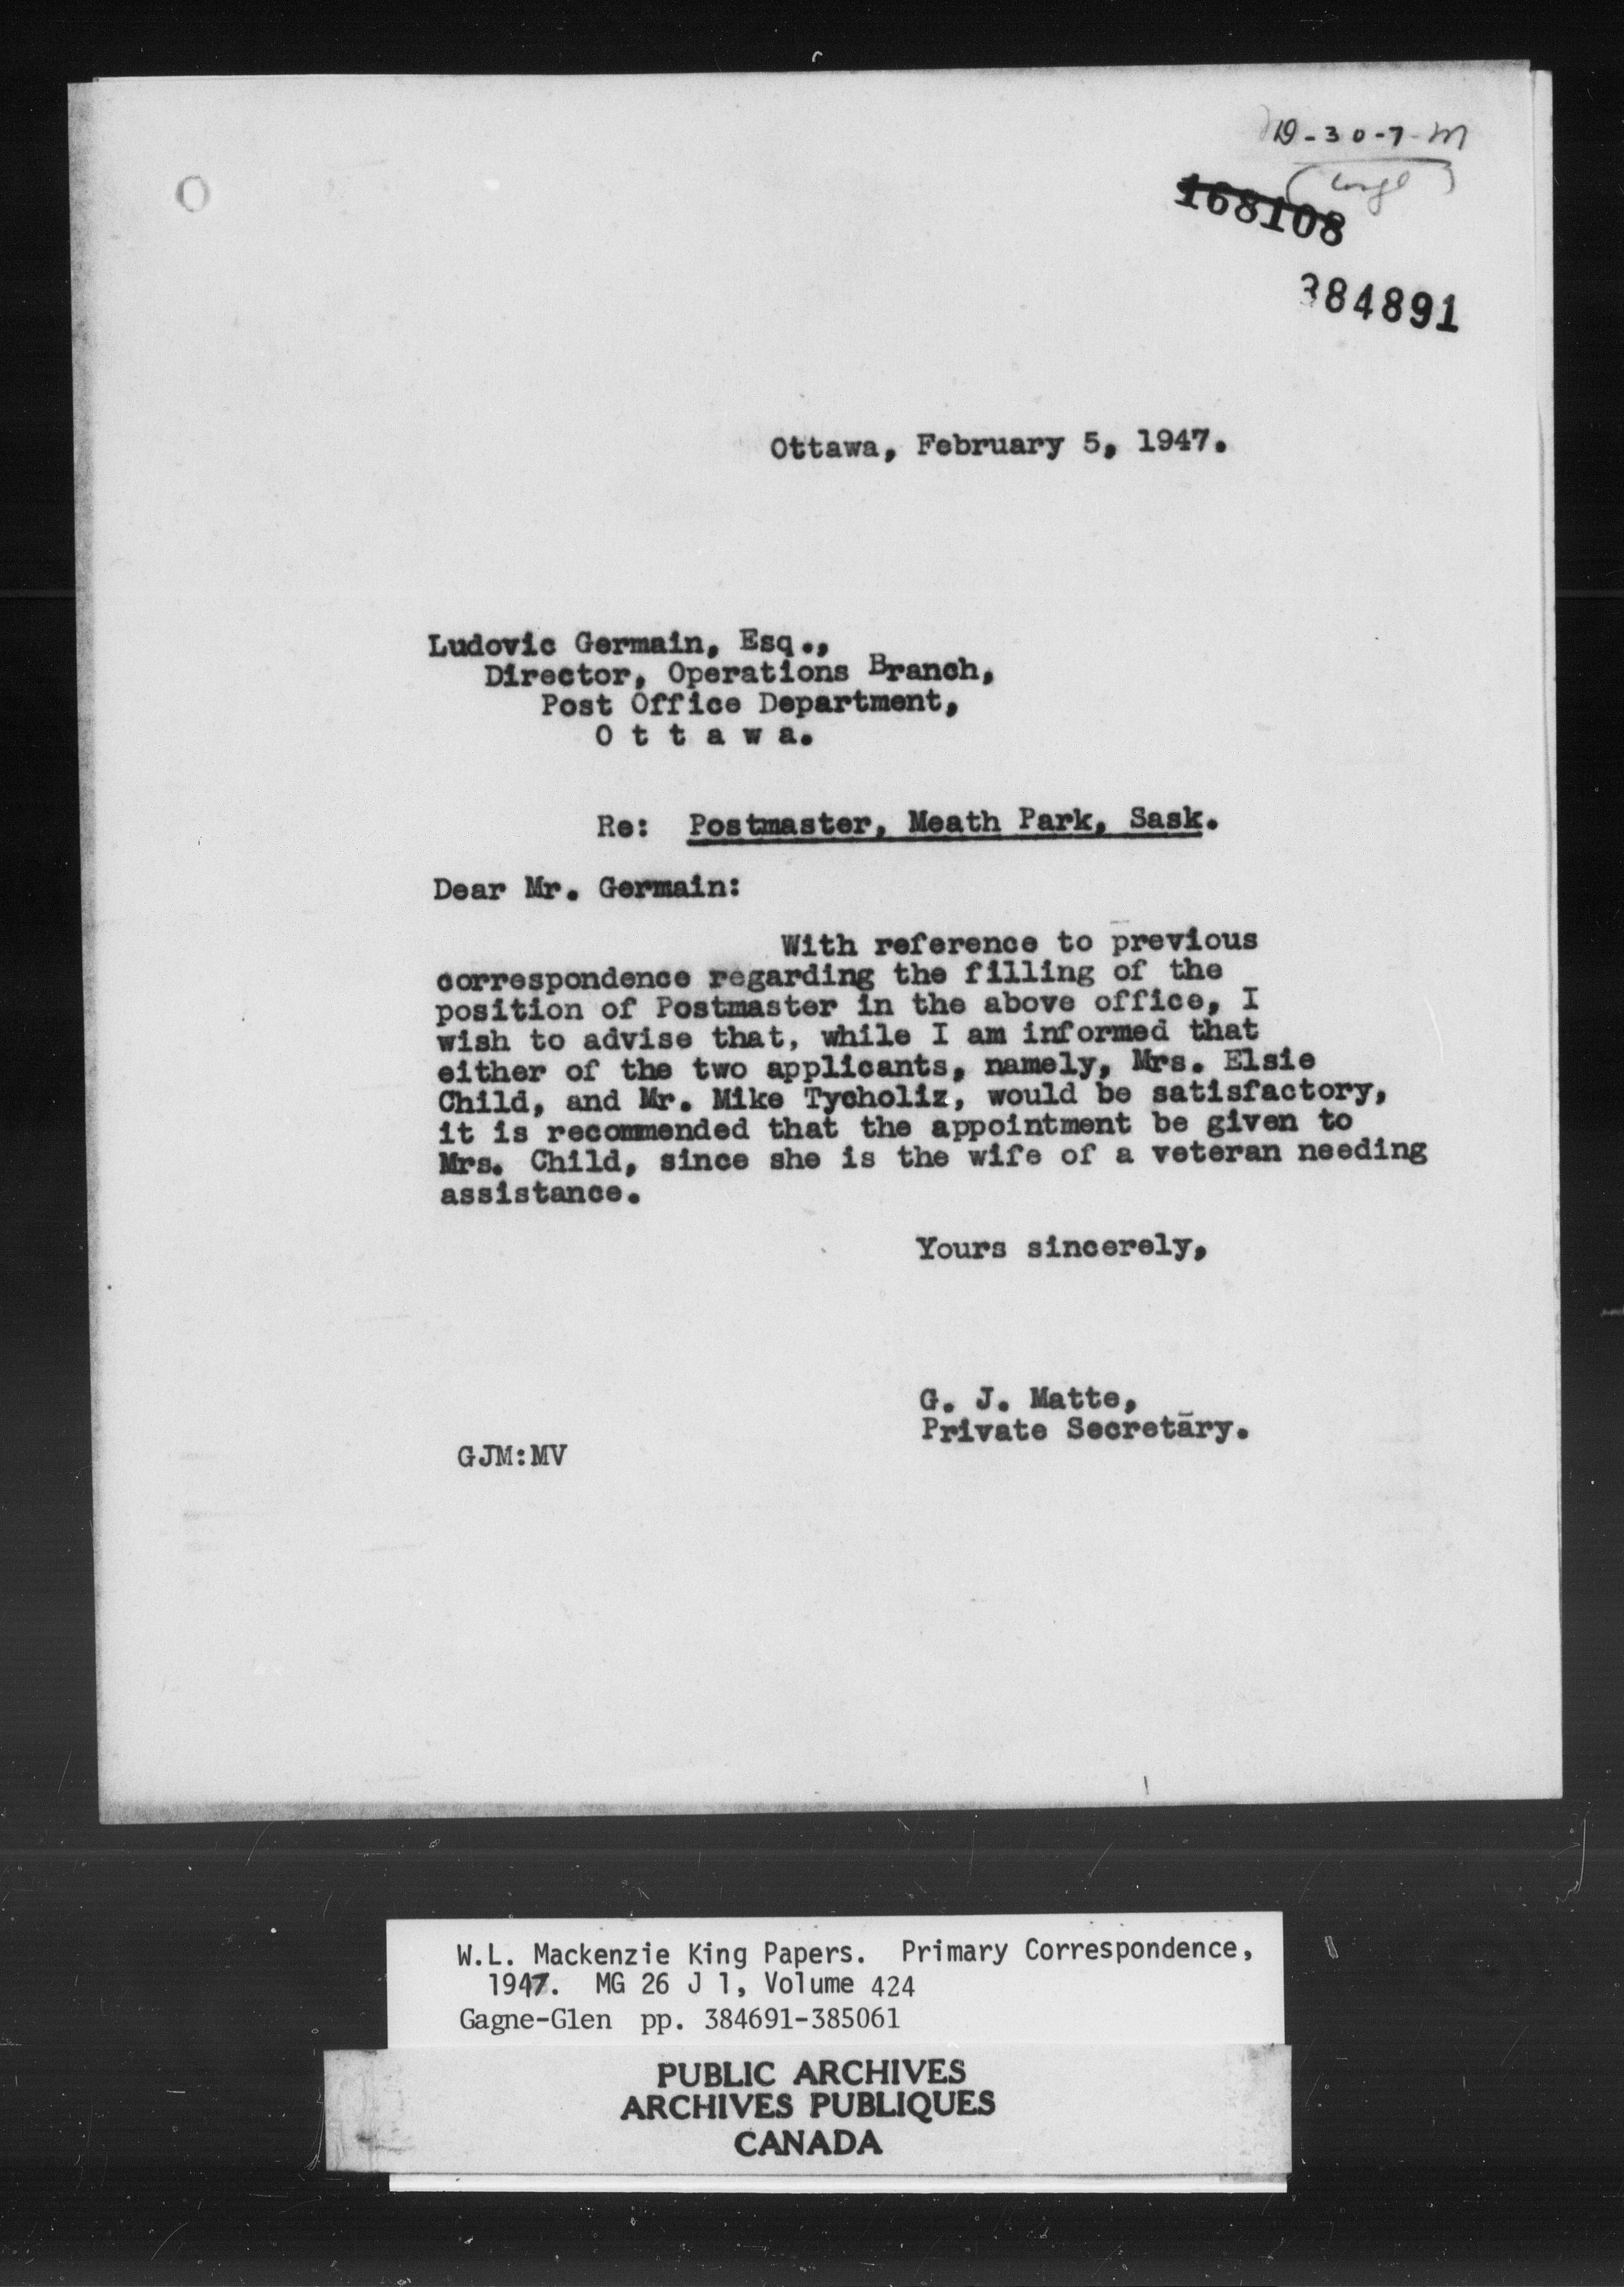 D-30-7-M
168108
384891
Ottawa, February 5, 1947.
Ludovic Germain, Esq.,
Director, Operations Branch,
Post Office Department,
O t t a w a.
Re: Postmaster, Meath Park, Sask.
Dear Mr. Germain:
With reference to previous
correspondence regarding the filling of the
position of Postmaster in the above office, I
wish to advise that, while I am informed that
either of the two applicants, namely, Mrs. Elsie
Child, and Mr. Mike Tycholiz, would be satisfactory,
it is recommended that the appointment be given to
Mrs. Child, since she is the wife of a veteran needing
assistance.
Yours sincerely,
G. J. Matte,
Private Secretary.
GJM:MV
W.L. Mackenzie King Papers. Primary Correspondence,
1947. MG 26 J 1, Volume 424
Gagne-Glen pp. 384691-385061
PUBLIC ARCHIVES
ARCHIVES PUBLIQUES
CANADA